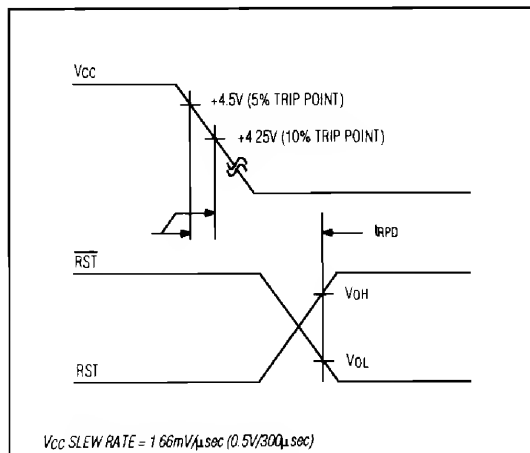 VCC
+4.5V (5% TRIP POINT)
+4.25V (10% TRIP POINT)
tRPD
RST
VOH
VOL
RST
VCC SLEW RATE = 1 66mV/µsec (0.5V/300µsec)